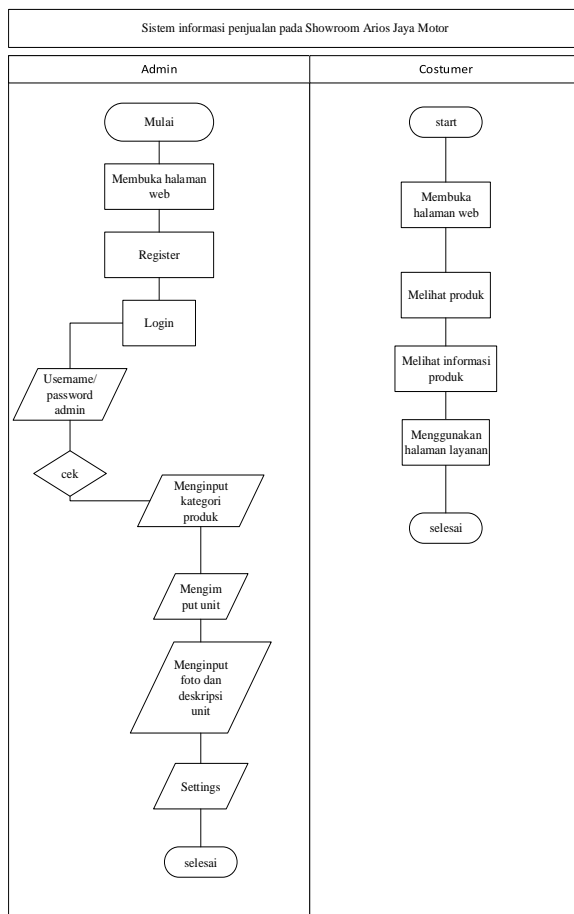 Sistem informasi penjualan pada Showroom Arios Jaya Motor
Admin
Costumer
Mulai
Membuka halaman
web
Register
Login
Username/
password
admin
cek
Menginput
kategori
produk
Mengim
put unit
Menginput
foto dan
deskripsi
unit
Settings
selesai
start
Membuka
halaman web
Melihat produk
Melihat informasi
produk
Menggunakan
halaman layanan
selesai